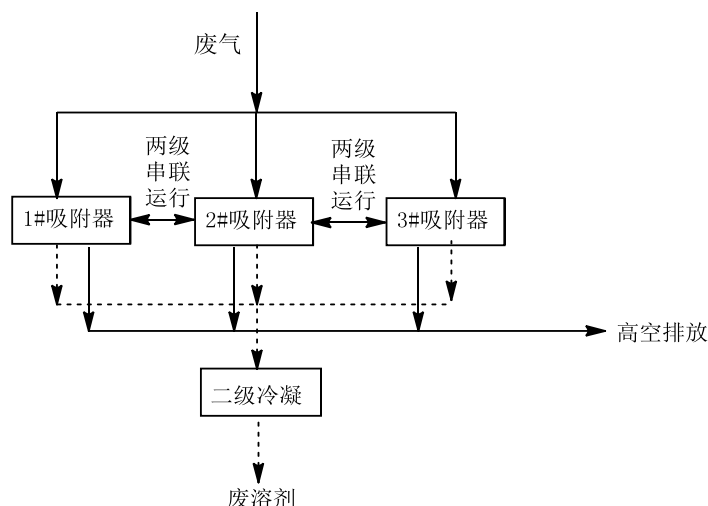 废气
两级
串联
运行
两级
串联
运行
1#吸附器
2#吸附器
3#吸附器
高空排放
二级冷凝
废溶剂